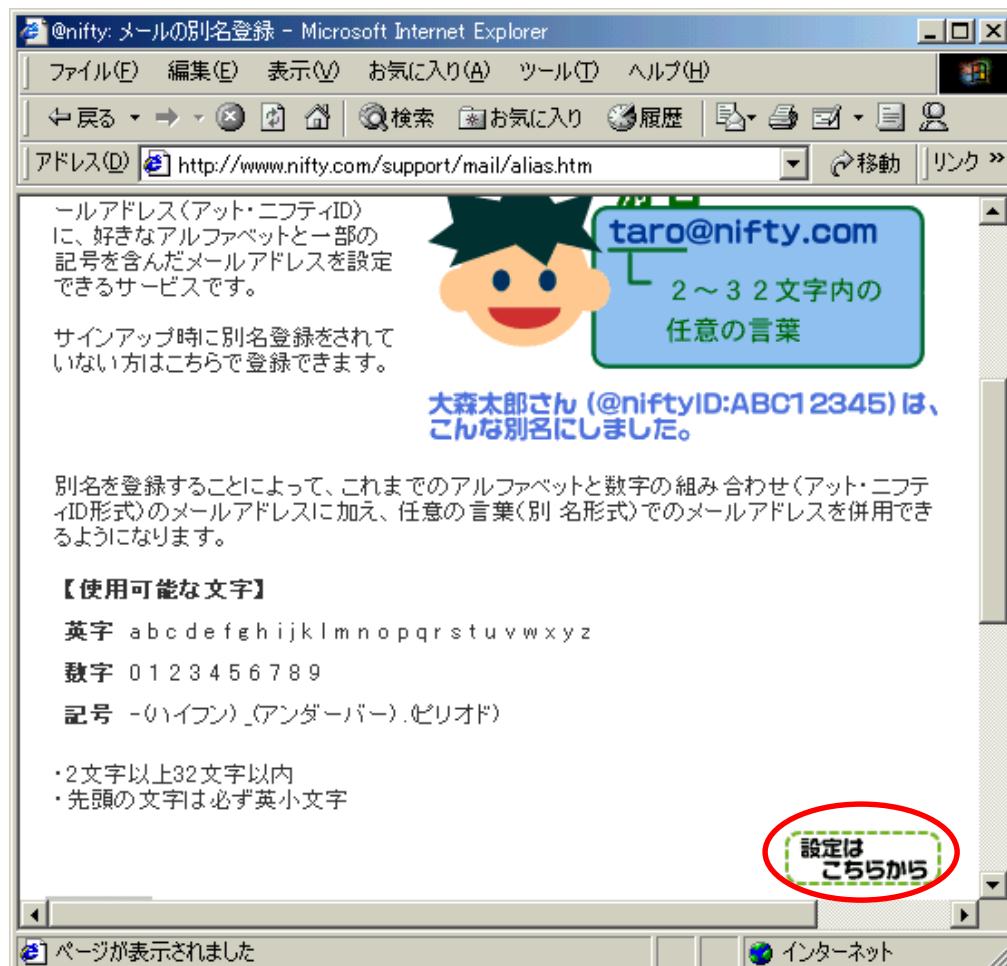 @nifty: メールの別名登録 - Microsoft Internet Explorer
ファイル(F) 編集(E) 表示(V) お気に入り(A) ツール(T) ヘルプ(H)
戻る 検索 お気に入り 履歴
アドレス(D) http://www.nifty.com/support/mail/alias.htm 移動 リンク »
ールアドレス(アット・ニフティID)
に、好きなアルファベットと一部の
記号を含んだメールアドレスを設定
できるサービスです。
サインアップ時に別名登録をされて
いない方はこちらで登録できます。
taro@nifty.com
2～32文字内の
任意の言葉
大森太郎さん(@niftyID:ABC12345)は、
こんな別名にしました。
別名を登録することによって、これまでのアルファベットと数字の組み合わせ(アット・ニフテ
ィID形式)のメールアドレスに加え、任意の言葉(別 名形式)でのメールアドレスを併用でき
るようになります。
【使用可能な文字】
英字 a b c d e f g h i j k l m n o p q r s t u v w x y z
数字 0 1 2 3 4 5 6 7 8 9
記号 -(ハイフン) _(アンダーバー) .(ピリオド)
・2文字以上32文字以内
・先頭の文字は必ず英小文字
設定は
こちらから
ページが表示されました インターネット